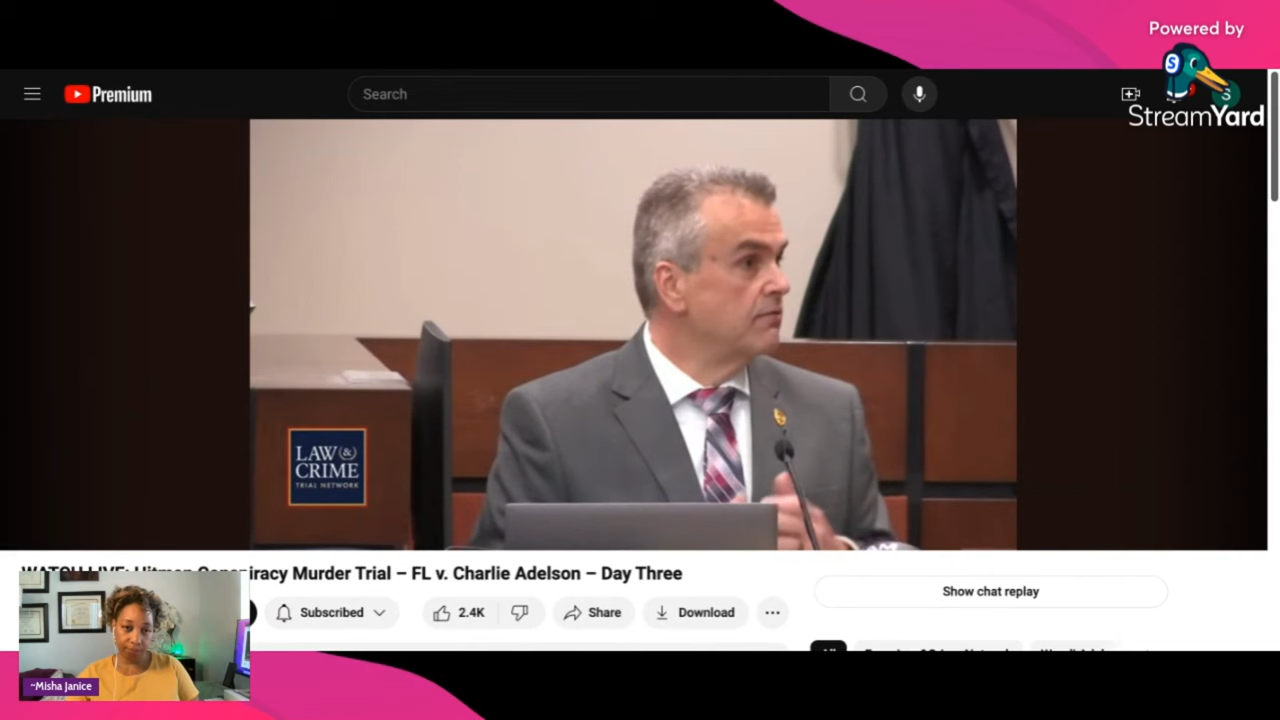 Powered by
StreamYard
Premium
Search
S
LAW & CRIME
TRIAL NETWORK
Conspiracy Murder Trial – FL v. Charlie Adelson – Day Three
Subscribed
2.4K
Share
Download
Show chat replay
~Misha Janice